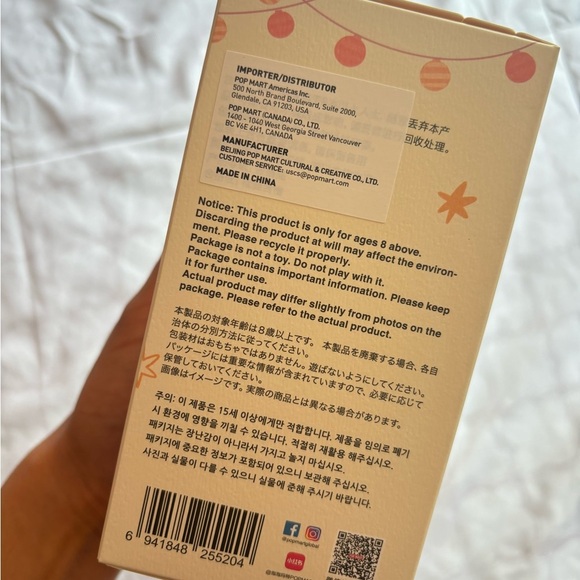 IMPORTER/DISTRIBUTOR
POP MART Americas Inc.
500 North Brand Boulevard, Suite 2000,
Glendale, CA 91203, USA
POP MART (CANADA) CO., LTD.
1400 - 1040 West Georgia Street Vancouver
BC V6E 4H1, CANADA
MANUFACTURER
BEIJING POP MART CULTURAL & CREATIVE CO., LTD.
CUSTOMER SERVICE: uscs@popmart.com
MADE IN CHINA
丢弃本产
回收处理。
Notice: This product is only for ages 8 above.
Discarding the product at will may affect the environ-
ment. Please recycle it properly.
Package is not a toy. Do not play with it.
Package contains important information. Please keep
it for further use.
Actual product may differ slightly from photos on the
package. Please refer to the actual product.
本製品の対象年齢は8歳以上です。 本製品を廃棄する場合、各自
治体の分別方法に従ってください。
包装材はおもちゃではありません。遊ばないようにしてください。
パッケージには重要な情報が含まれていますので、必要に応じて
保管しておいてください。
画像はイメージです。実際の商品とは異なる場合があります。
주의: 이 제품은 15세 이상에게만 적합합니다. 제품을 임의로 폐기
시 환경에 영향을 끼칠 수 있습니다. 적절히 재활용 해주십시오.
패키지는 장난감이 아니라서 가지고 놀지 마십시오.
패키지에 중요한 정보가 포함되어 있으니 보관해 주십시오.
사진과 실물이 다를 수 있으니 실물에 준해 주시기 바랍니다.
6 941848 255204
@popmartglobal
小红书